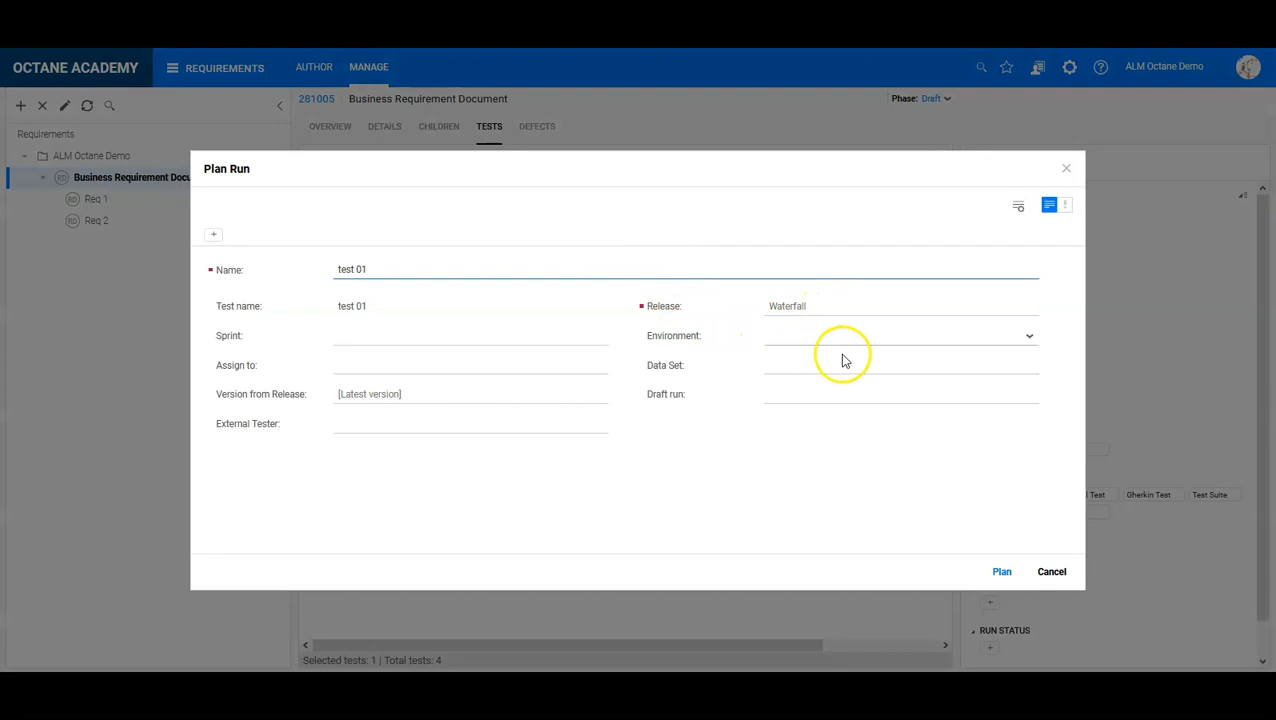 OCTANE ACADEMY REQUIREMENTS AUTHOR MANAGE ALM Octane Demo
281005 Business Requirement Document Phase: Draft
OVERVIEW DETAILS CHILDREN TESTS DEFECTS
Requirements
ALM Octane Demo
RD Business Requirement Docu
RD Req 1
RD Req 2
Plan Run
Name: test 01
Test name: test 01 Release: Waterfall
Sprint: Environment:
Assign to: Data Set:
Version from Release: [Latest version] Draft run:
External Tester:
Plan Cancel
l Test Gherkin Test Test Suite
RUN STATUS
Selected tests: 1 | Total tests: 4